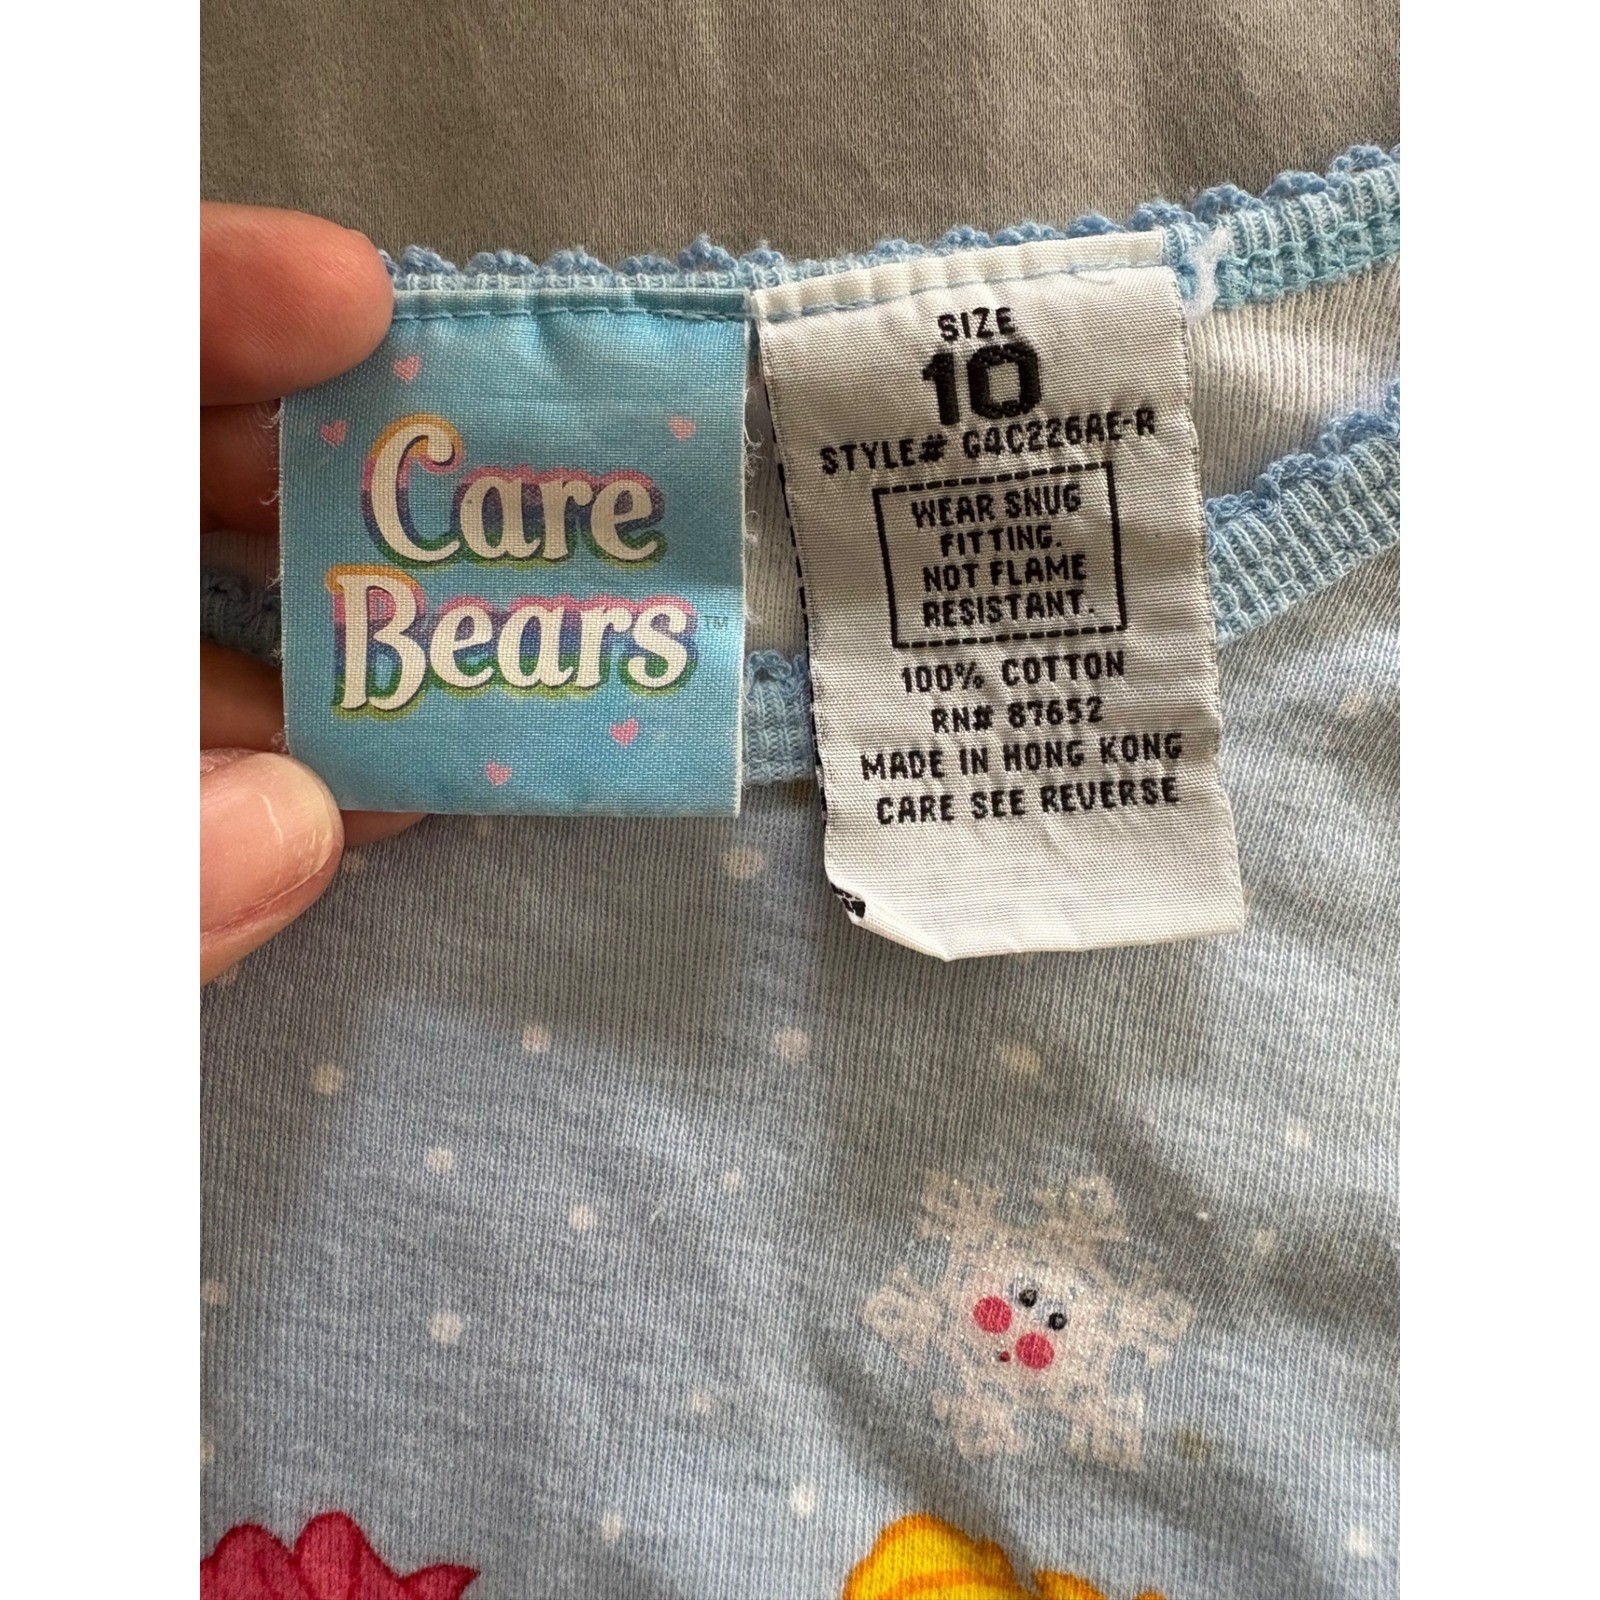 Care
Bears™
SIZE
10
STYLE# G4C226AE-R
WEAR SNUG
FITTING.
NOT FLAME
RESISTANT.
100% COTTON
RN# 87652
MADE IN HONG KONG
CARE SEE REVERSE